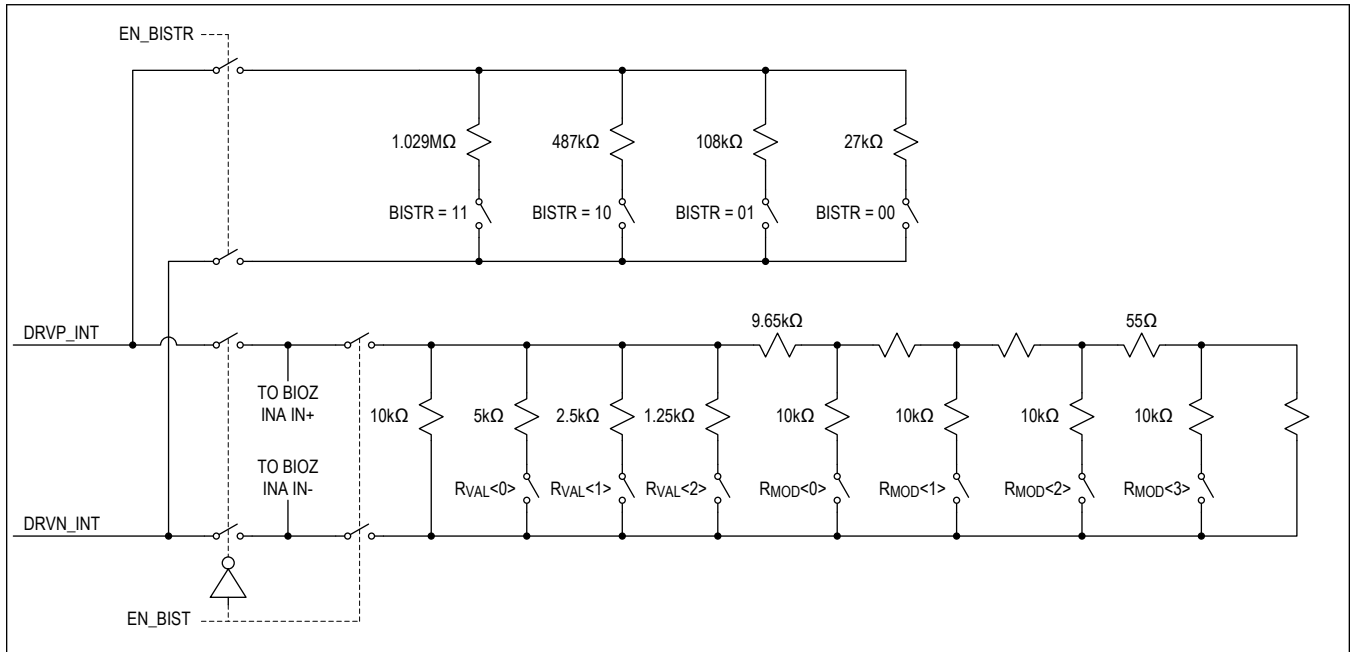 EN_BISTR
1.029MΩ
487kΩ
108kΩ
27kΩ
BISTR = 11
BISTR = 10
BISTR = 01
BISTR = 00
DRVP_INT
9.65kΩ
55Ω
TO BIOZ
INA IN+
10kΩ
5kΩ
2.5kΩ
1.25kΩ
10kΩ
10kΩ
10kΩ
10kΩ
TO BIOZ
INA IN-
RVAL<0>
RVAL<1>
RVAL<2>
RMOD<0>
RMOD<1>
RMOD<2>
RMOD<3>
DRVN_INT
EN_BIST